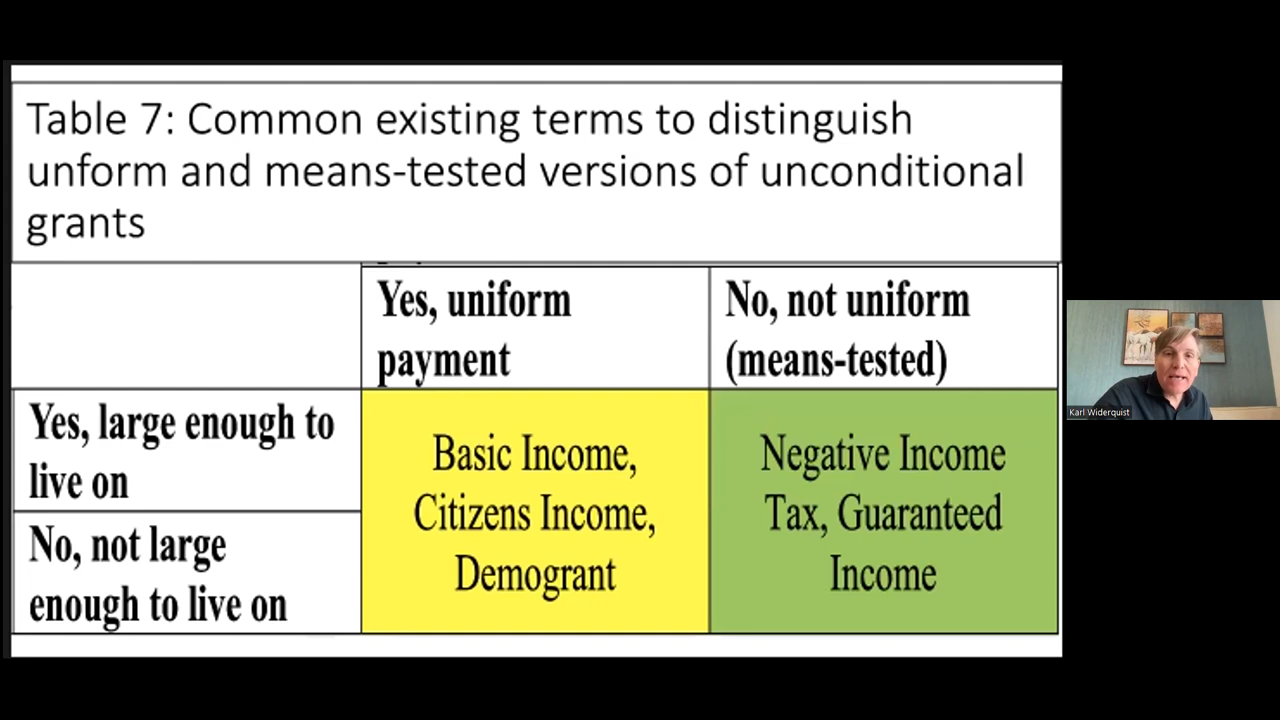 Table 7: Common existing terms to distinguish
unform and means-tested versions of unconditional
grants
Yes, uniform
payment
No, not uniform
(means-tested)
Yes, large enough to
live on
No, not large
enough to live on
Basic Income,
Citizens Income,
Demogrant
Negative Income
Tax, Guaranteed
Income
Karl Widerquist